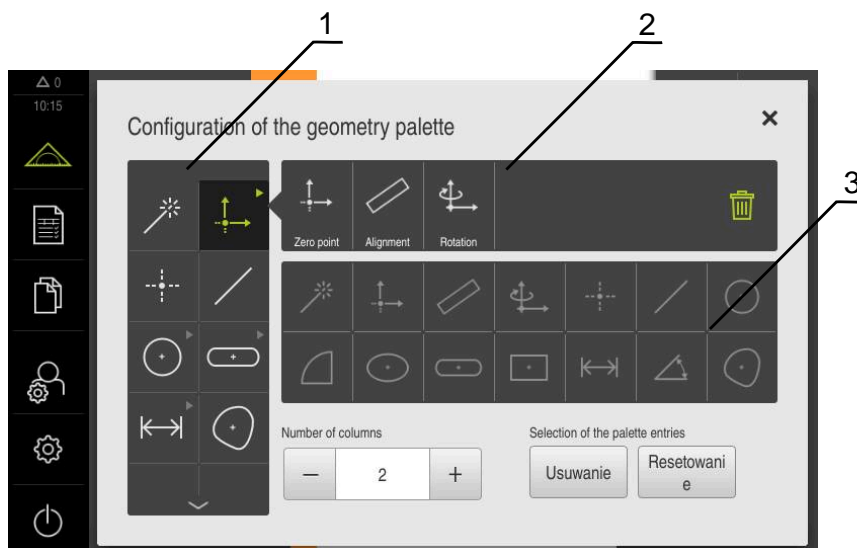 1
2
0
10:15
Configuration of the geometry palette
3
Zero point
Alignment
Rotation
Number of columns
Selection of the palette entries
2
Usuwanie
Resetowani
e